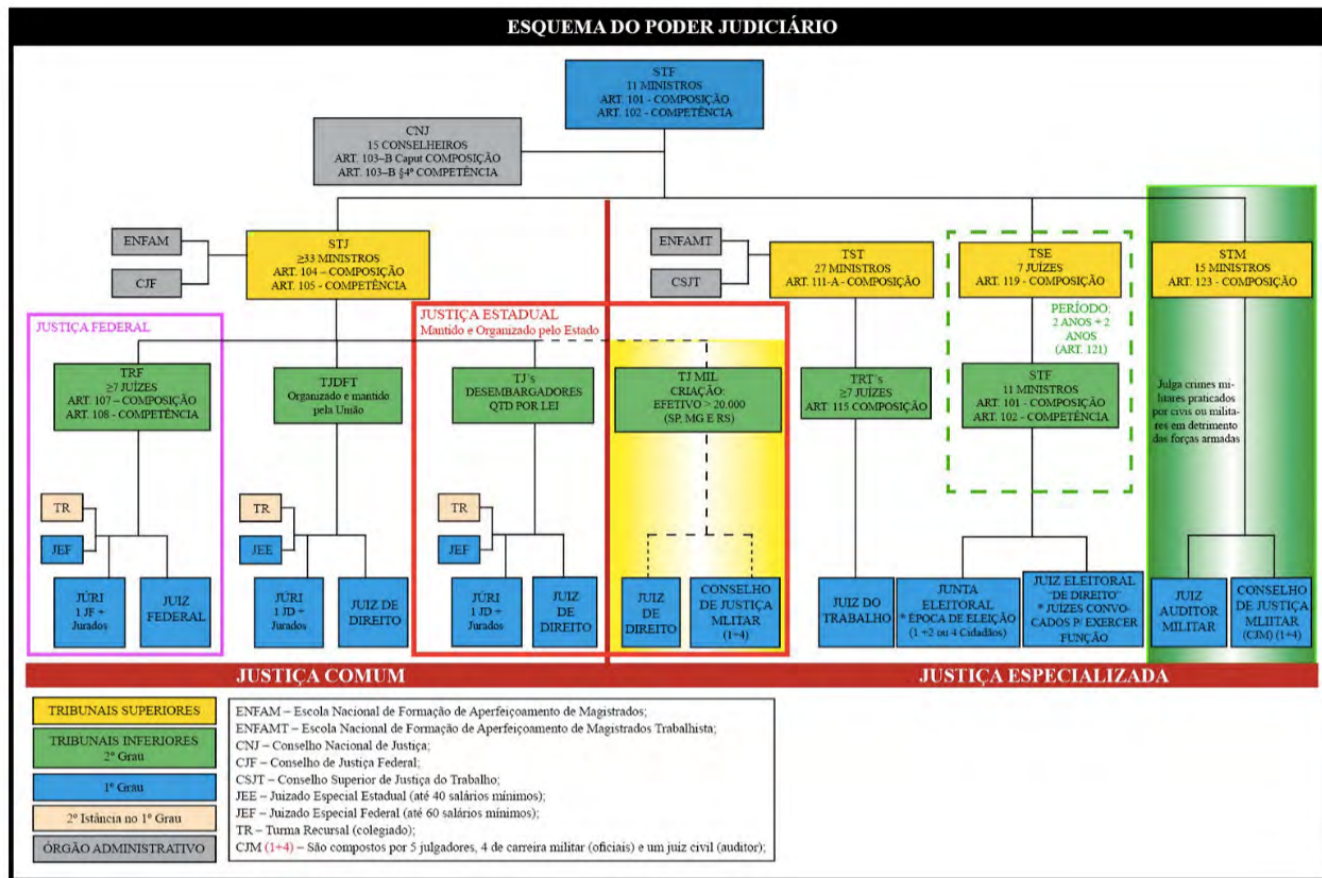 ESQUEMA DO PODER JUDICIÁRIO
STF
11 MINISTROS
ART. 101 - COMPOSIÇÃO
ART. 102 - COMPETÊNCIA
CNJ
15 CONSELHEIROS
ART. 103–B Caput COMPOSIÇÃO
ART. 103–B §4º COMPETÊNCIA
ENFAM
CJF
STJ
≥33 MINISTROS
ART. 104 – COMPOSIÇÃO
ART. 105 - COMPETÊNCIA
ENFAMT
CSJT
TST
27 MINISTROS
ART. 111-A - COMPOSIÇÃO
TSE
7 JUÍZES
ART. 119 - COMPOSIÇÃO
STM
15 MINISTROS
ART. 123 - COMPOSIÇÃO
PERÍODO:
2 ANOS + 2
ANOS
(ART. 121)
JUSTIÇA FEDERAL
JUSTIÇA ESTADUAL
Mantido e Organizado pelo Estado
TRF
≥7 JUÍZES
ART. 107 – COMPOSIÇÃO
ART. 108 - COMPETÊNCIA
TJDFT
Organizado e mantido
pela União
TJ´s
DESEMBARGADORES
QTD POR LEI
TJ MIL
CRIAÇÃO:
EFETIVO > 20.000
(SP, MG E RS)
TRT´s
≥7 JUÍZES
ART. 115 COMPOSIÇÃO
STF
11 MINISTROS
ART. 101 - COMPOSIÇÃO
ART. 102 - COMPETÊNCIA
Julga crimes mi-
litares praticados
por civis ou milita-
res em detrimento
das forças armadas
TR
JEF
TR
JEE
TR
JEF
JÚRI
1 JF +
Jurados
JUIZ
FEDERAL
JÚRI
1 JD +
Jurados
JUIZ DE
DIREITO
JÚRI
1 JD +
Jurados
JUIZ
DE
DIREITO
JUIZ
DE
DIREITO
CONSELHO
DE JUSTIÇA
MILITAR
(1+4)
JUIZ DO
TRABALHO
JUNTA
ELEITORAL
* ÉPOCA DE ELEIÇÃO
(1 +2 ou 4 Cidadãos)
JUIZ ELEITORAL
"DE DIREITO"
* JUÍZES CONVO-
CADOS P/ EXERCER
FUNÇÃO
JUIZ
AUDITOR
MILITAR
CONSELHO
DE JUSTIÇA
MLIITAR
(CJM) (1+4)
JUSTIÇA COMUM
JUSTIÇA ESPECIALIZADA
TRIBUNAIS SUPERIORES
TRIBUNAIS INFERIORES
2º Grau
1º Grau
2º Istância no 1º Grau
ÓRGÃO ADMINISTRATIVO
ENFAM – Escola Nacional de Formação de Aperfeiçoamento de Magistrados;
ENFAMT – Escola Nacional de Formação de Aperfeiçoamento de Magistrados Trabalhista;
CNJ – Conselho Nacional de Justiça;
CJF – Conselho de Justiça Federal;
CSJT – Conselho Superior de Justiça do Trabalho;
JEE – Juizado Especial Estadual (até 40 salários mínimos);
JEF – Juizado Especial Federal (até 60 salários mínimos);
TR – Turma Recursal (colegiado);
CJM (1+4) – São compostos por 5 julgadores, 4 de carreira militar (oficiais) e um juiz civil (auditor);